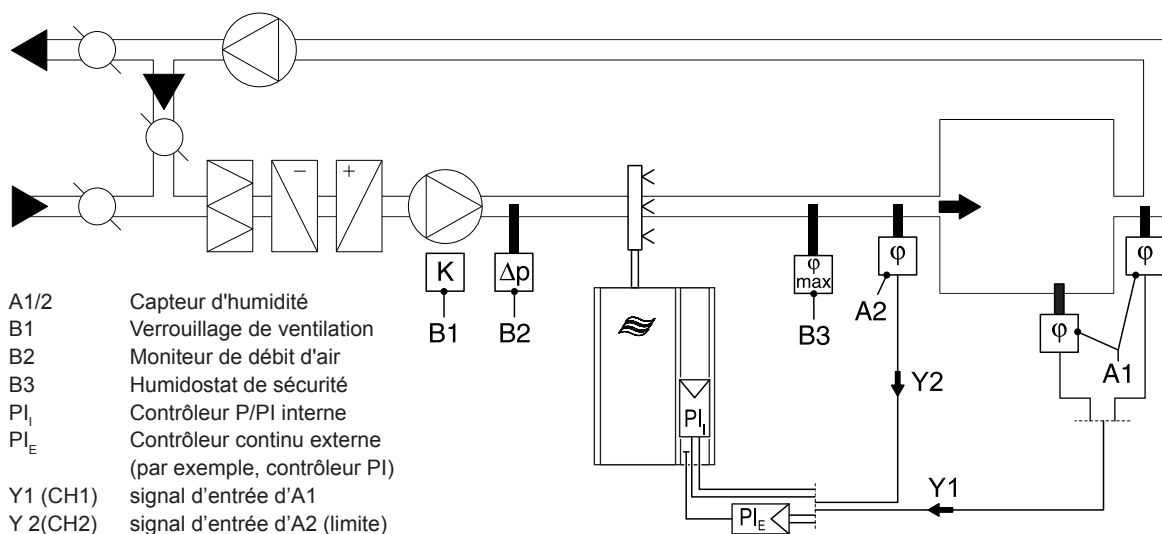 − +
K
Δp
φ
max
φ
φ
φ
B1
B2
B3
A2
A1
Y2
Y1
PII
PIE
A1/2 Capteur d'humidité
B1 Verrouillage de ventilation
B2 Moniteur de débit d'air
B3 Humidostat de sécurité
PII Contrôleur P/PI interne
PIE Contrôleur continu externe
(par exemple, contrôleur PI)
Y1 (CH1) signal d’entrée d’A1
Y 2(CH2) signal d’entrée d’A2 (limite)